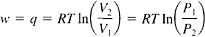 w = q = RT ln(V₂/V₁) = RT ln(P₁/P₂)